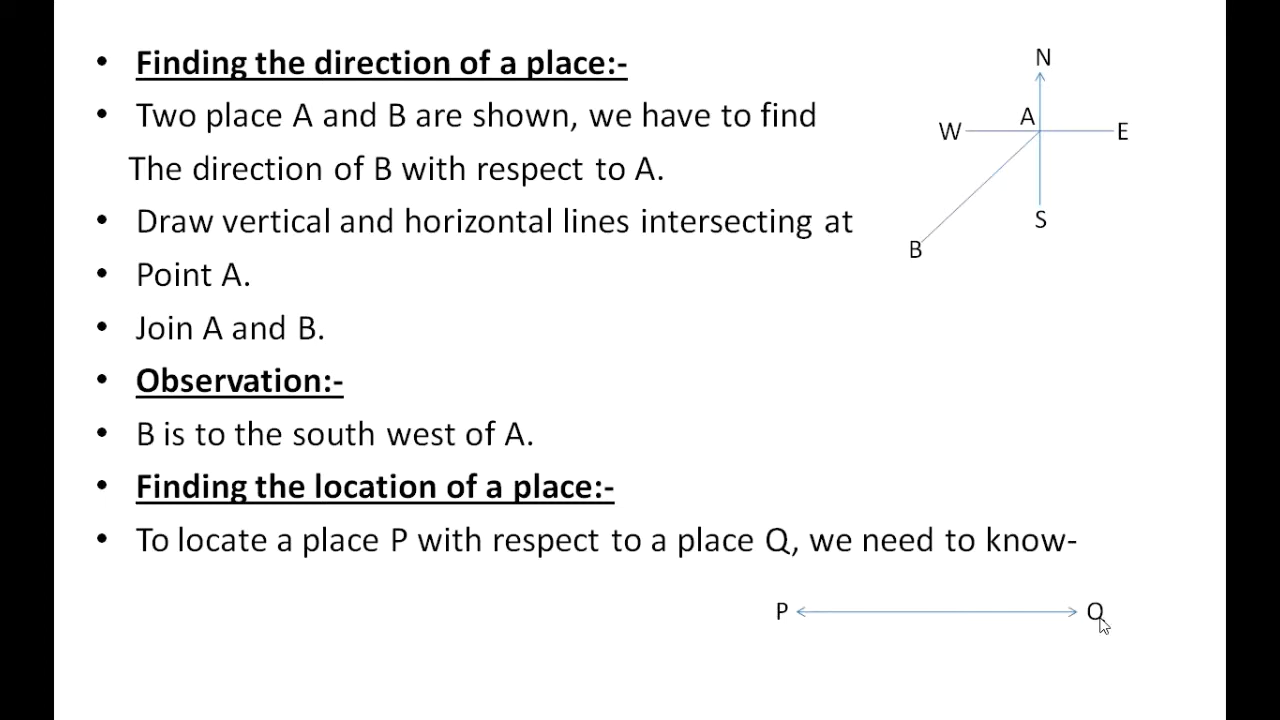 Finding the direction of a place:-
Two place A and B are shown, we have to find
The direction of B with respect to A.
Draw vertical and horizontal lines intersecting at
Point A.
Join A and B.
Observation:-
B is to the south west of A.
Finding the location of a place:-
To locate a place P with respect to a place Q, we need to know-
N
A
W E
S
B
P Q